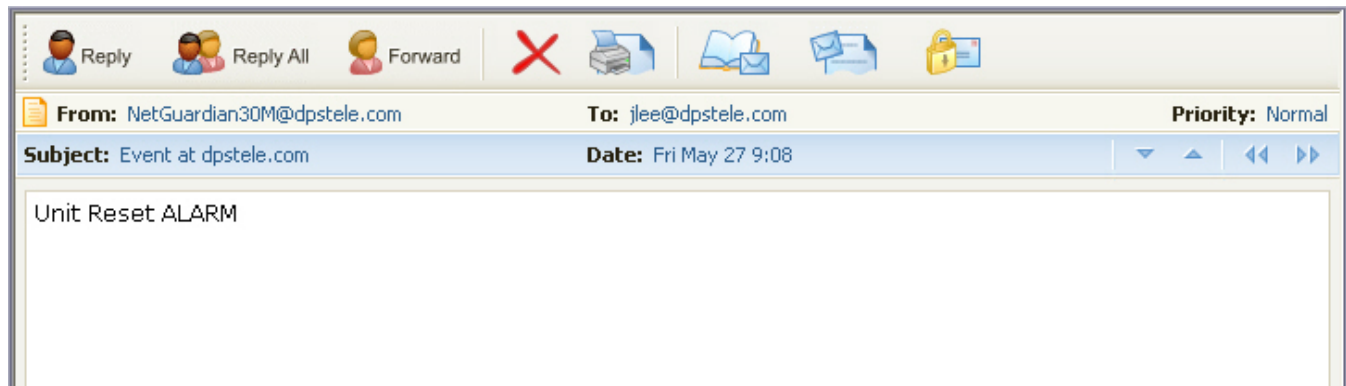 Reply Reply All Forward
From: NetGuardian30M@dpstele.com To: jlee@dpstele.com Priority: Normal
Subject: Event at dpstele.com Date: Fri May 27 9:08
Unit Reset ALARM